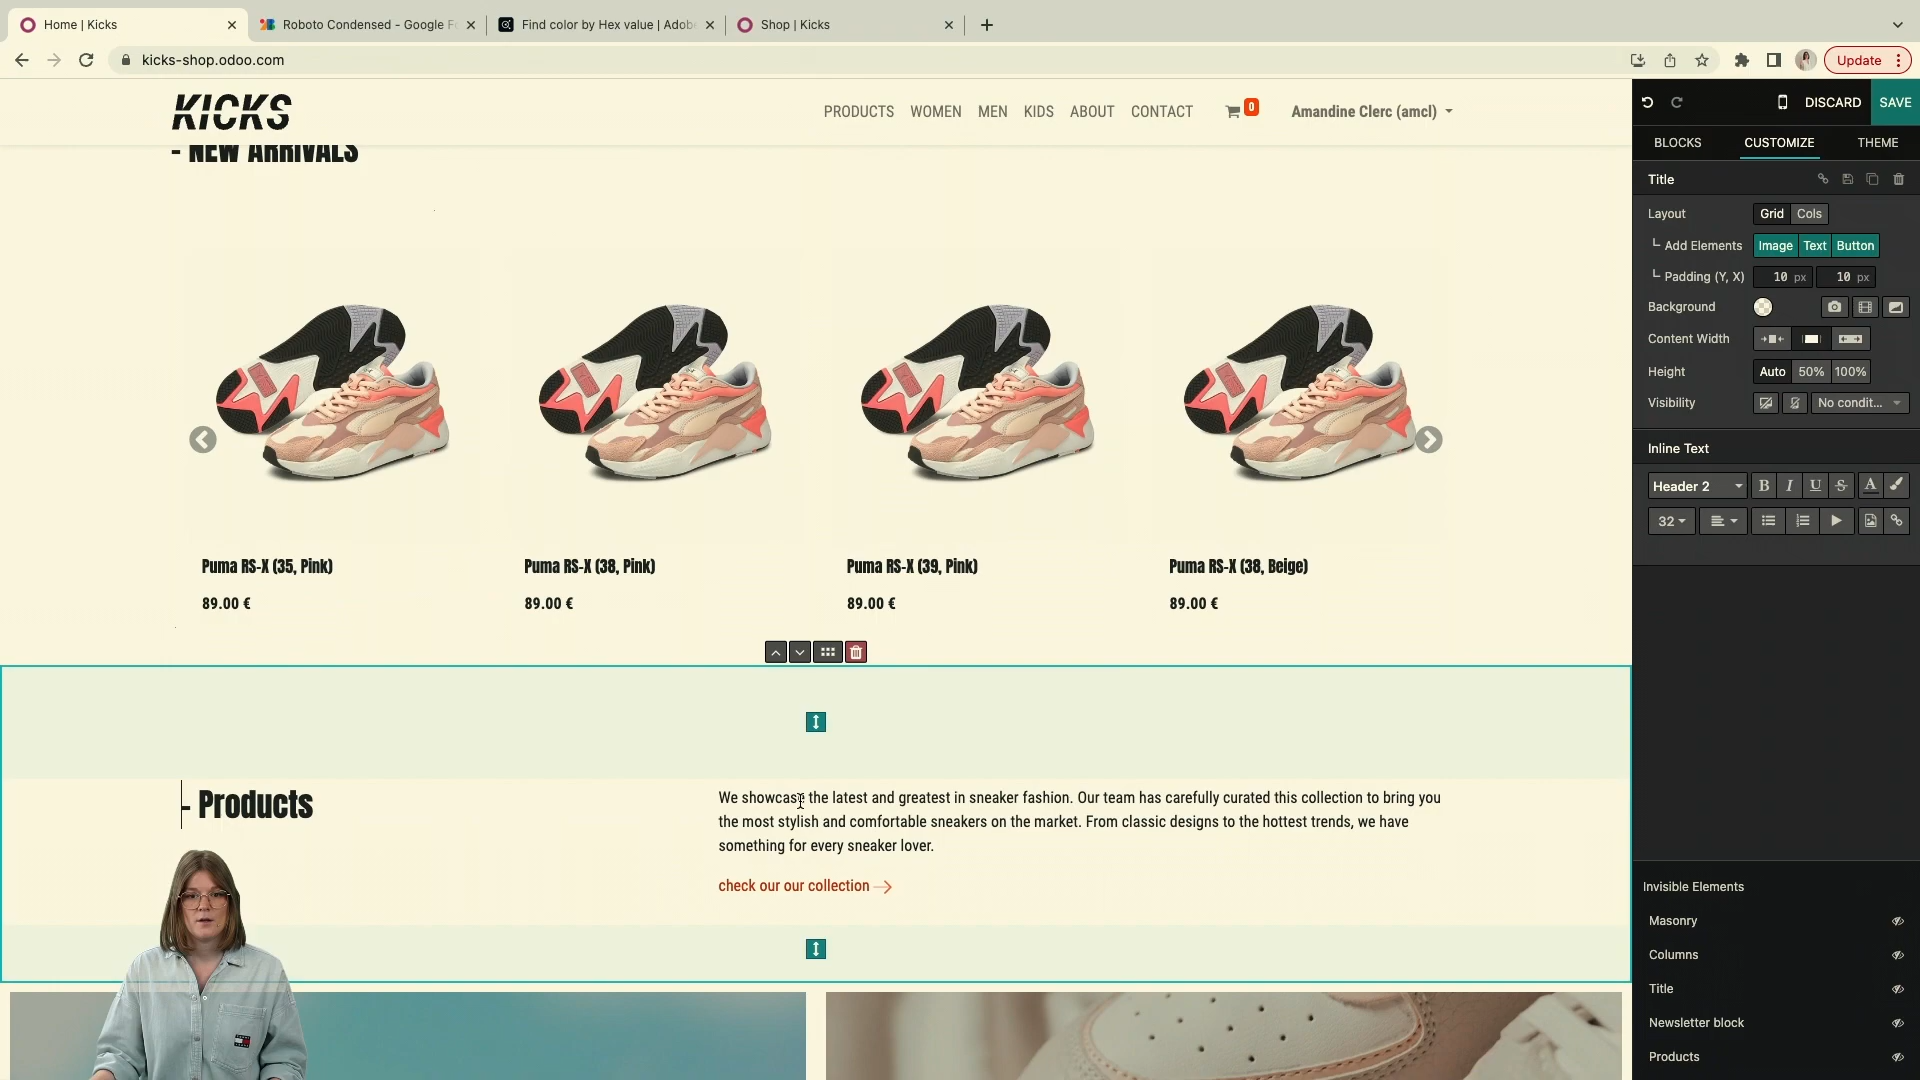 Home | Kicks
Roboto Condensed - Google F
Find color by Hex value | Adob
Shop | Kicks
kicks-shop.odoo.com
Update
KICKS
PRODUCTS WOMEN MEN KIDS ABOUT CONTACT 0 Amandine Clerc (amcl)
DISCARD SAVE
BLOCKS CUSTOMIZE THEME
- NEW ARRIVALS
Title
Layout Grid Cols
Add Elements Image Text Button
Padding (Y, X) 10 px 10 px
Background
Content Width
Height Auto 50% 100%
Visibility No condit...
Inline Text
Header 2 B I U S A
32
Puma RS-X (35, Pink)
89.00 €
Puma RS-X (38, Pink)
89.00 €
Puma RS-X (39, Pink)
89.00 €
Puma RS-X (38, Beige)
89.00 €
- Products
We showcase the latest and greatest in sneaker fashion. Our team has carefully curated this collection to bring you
the most stylish and comfortable sneakers on the market. From classic designs to the hottest trends, we have
something for every sneaker lover.
check our our collection
Invisible Elements
Masonry
Columns
Title
Newsletter block
Products